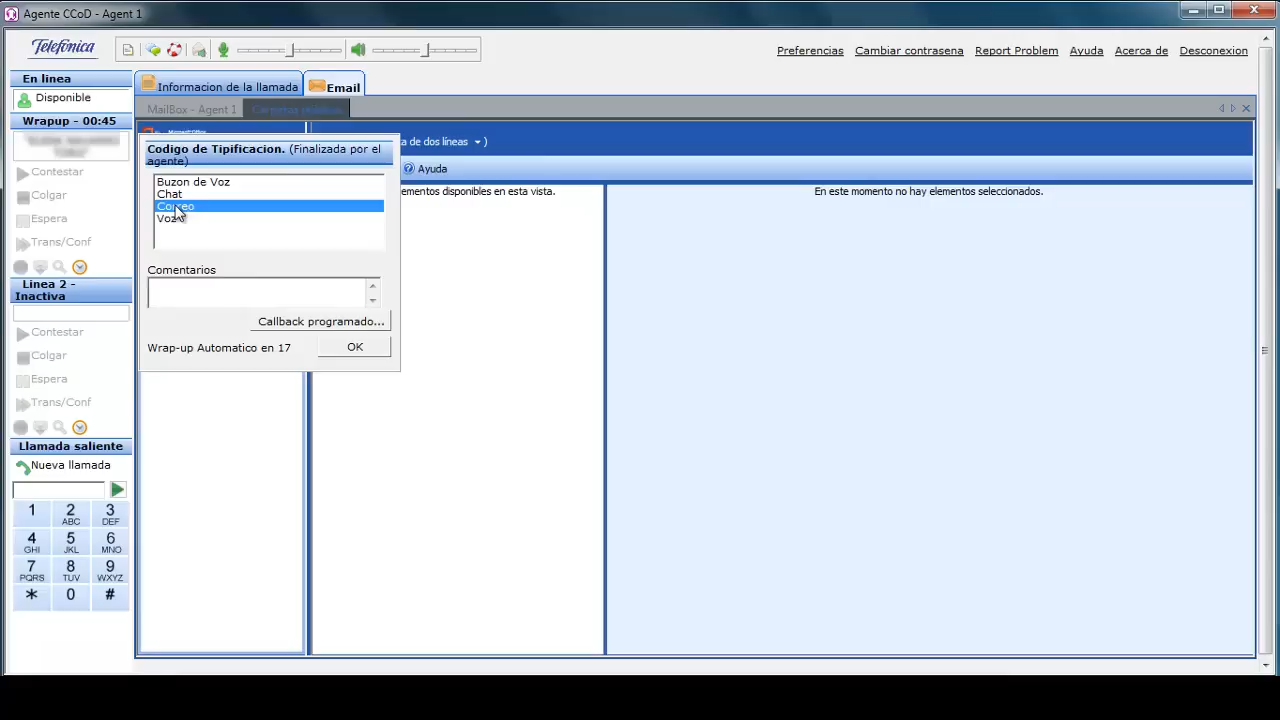 Agente CCoD - Agent 1
Telefónica
Preferencias Cambiar contrasena Report Problem Ayuda Acerca de Desconexion
En linea
Disponible
Wrapup - 00:45
Contestar
Colgar
Espera
Trans/Conf
Linea 2 -
Inactiva
Contestar
Colgar
Espera
Trans/Conf
Llamada saliente
Nueva llamada
1 2 3
ABC DEF
4 5 6
GHI JKL MNO
7 8 9
PQRS TUV WXYZ
* 0 #
Informacion de la llamada Email
MailBox - Agent 1 Carpetas públicas
Microsoft Office
a de dos líneas )
Ayuda
ementos disponibles en esta vista.
En este momento no hay elementos seleccionados.
Codigo de Tipificacion. (Finalizada por el
agente)
Buzon de Voz
Chat
Correo
Voz
Comentarios
Callback programado...
Wrap-up Automatico en 17 OK